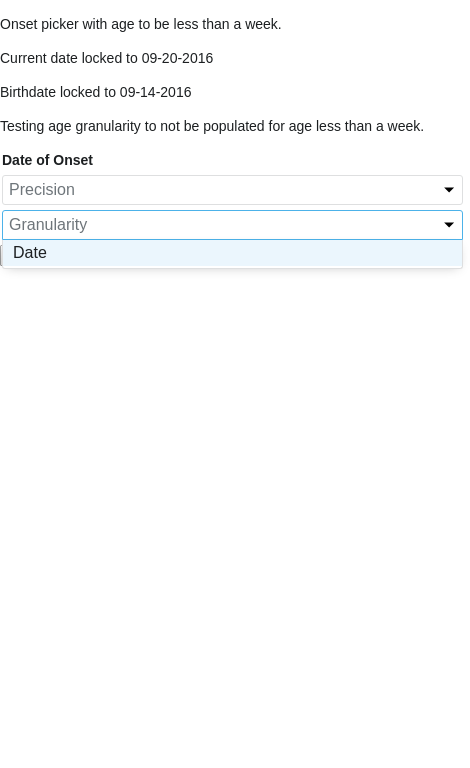 Onset picker with age to be less than a week.
Current date locked to 09-20-2016
Birthdate locked to 09-14-2016
Testing age granularity to not be populated for age less than a week.
Date of Onset
Precision
Granularity
Date